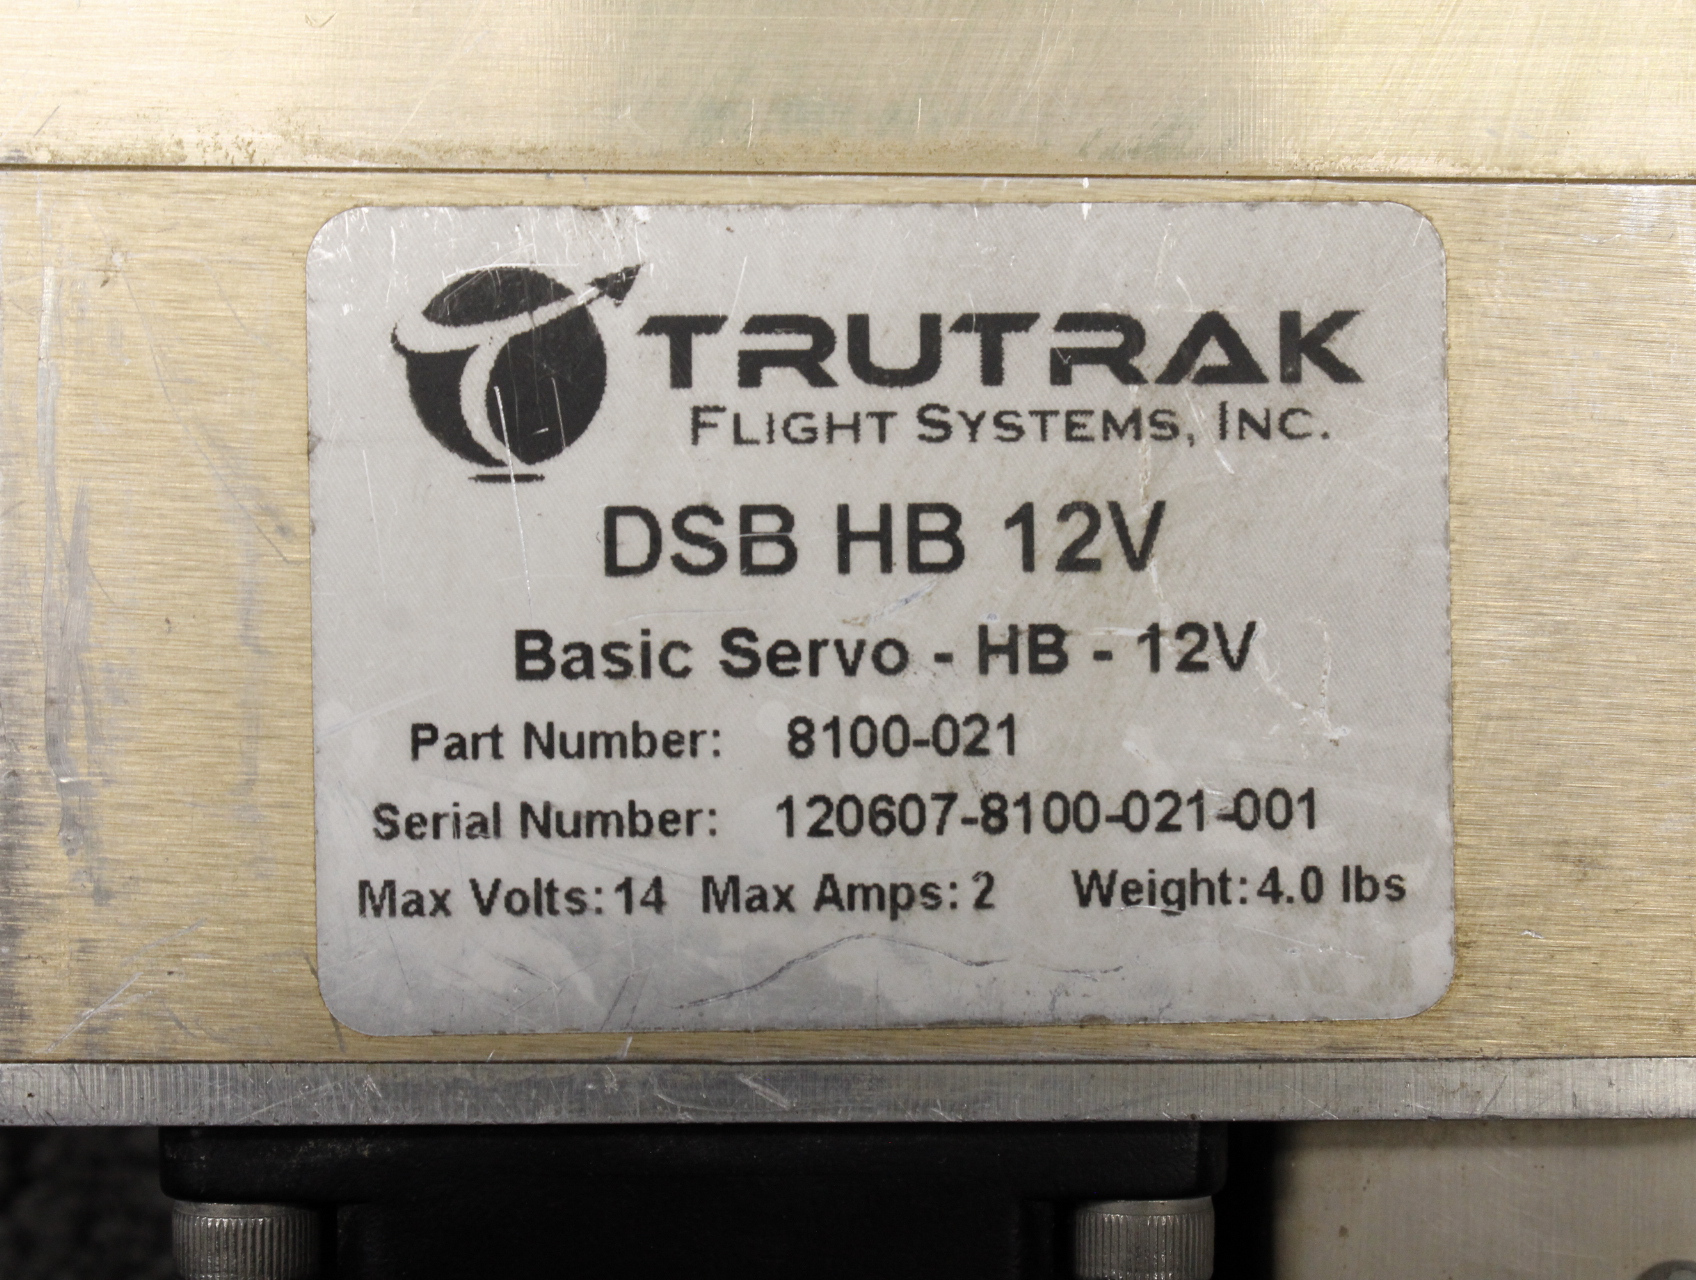 TRUTRAK
FLIGHT SYSTEMS, INC.
DSB HB 12V
Basic Servo - HB - 12V
Part Number: 8100-021
Serial Number: 120607-8100-021-001
Max Volts: 14 Max Amps: 2 Weight: 4.0 lbs